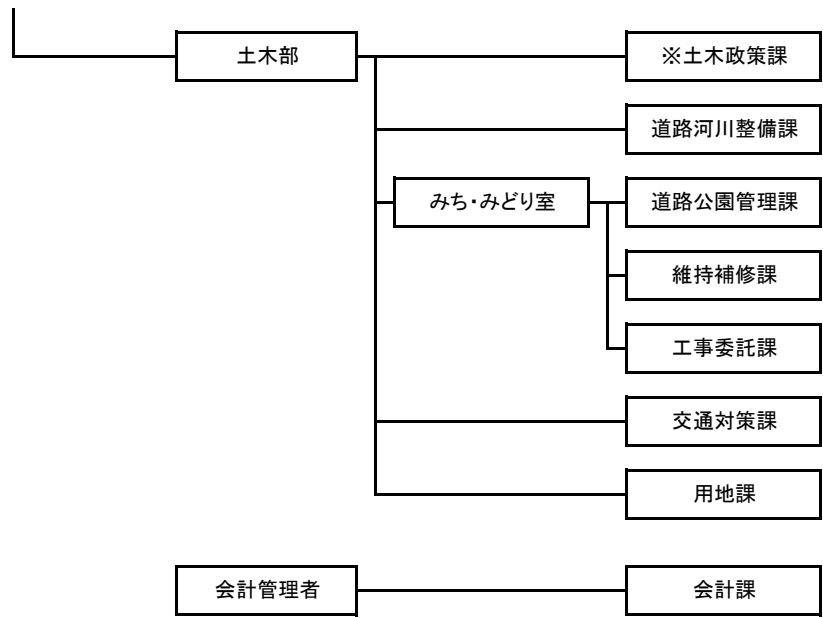 土木部
※土木政策課
道路河川整備課
みち・みどり室
道路公園管理課
維持補修課
工事委託課
交通対策課
用地課
会計管理者
会計課